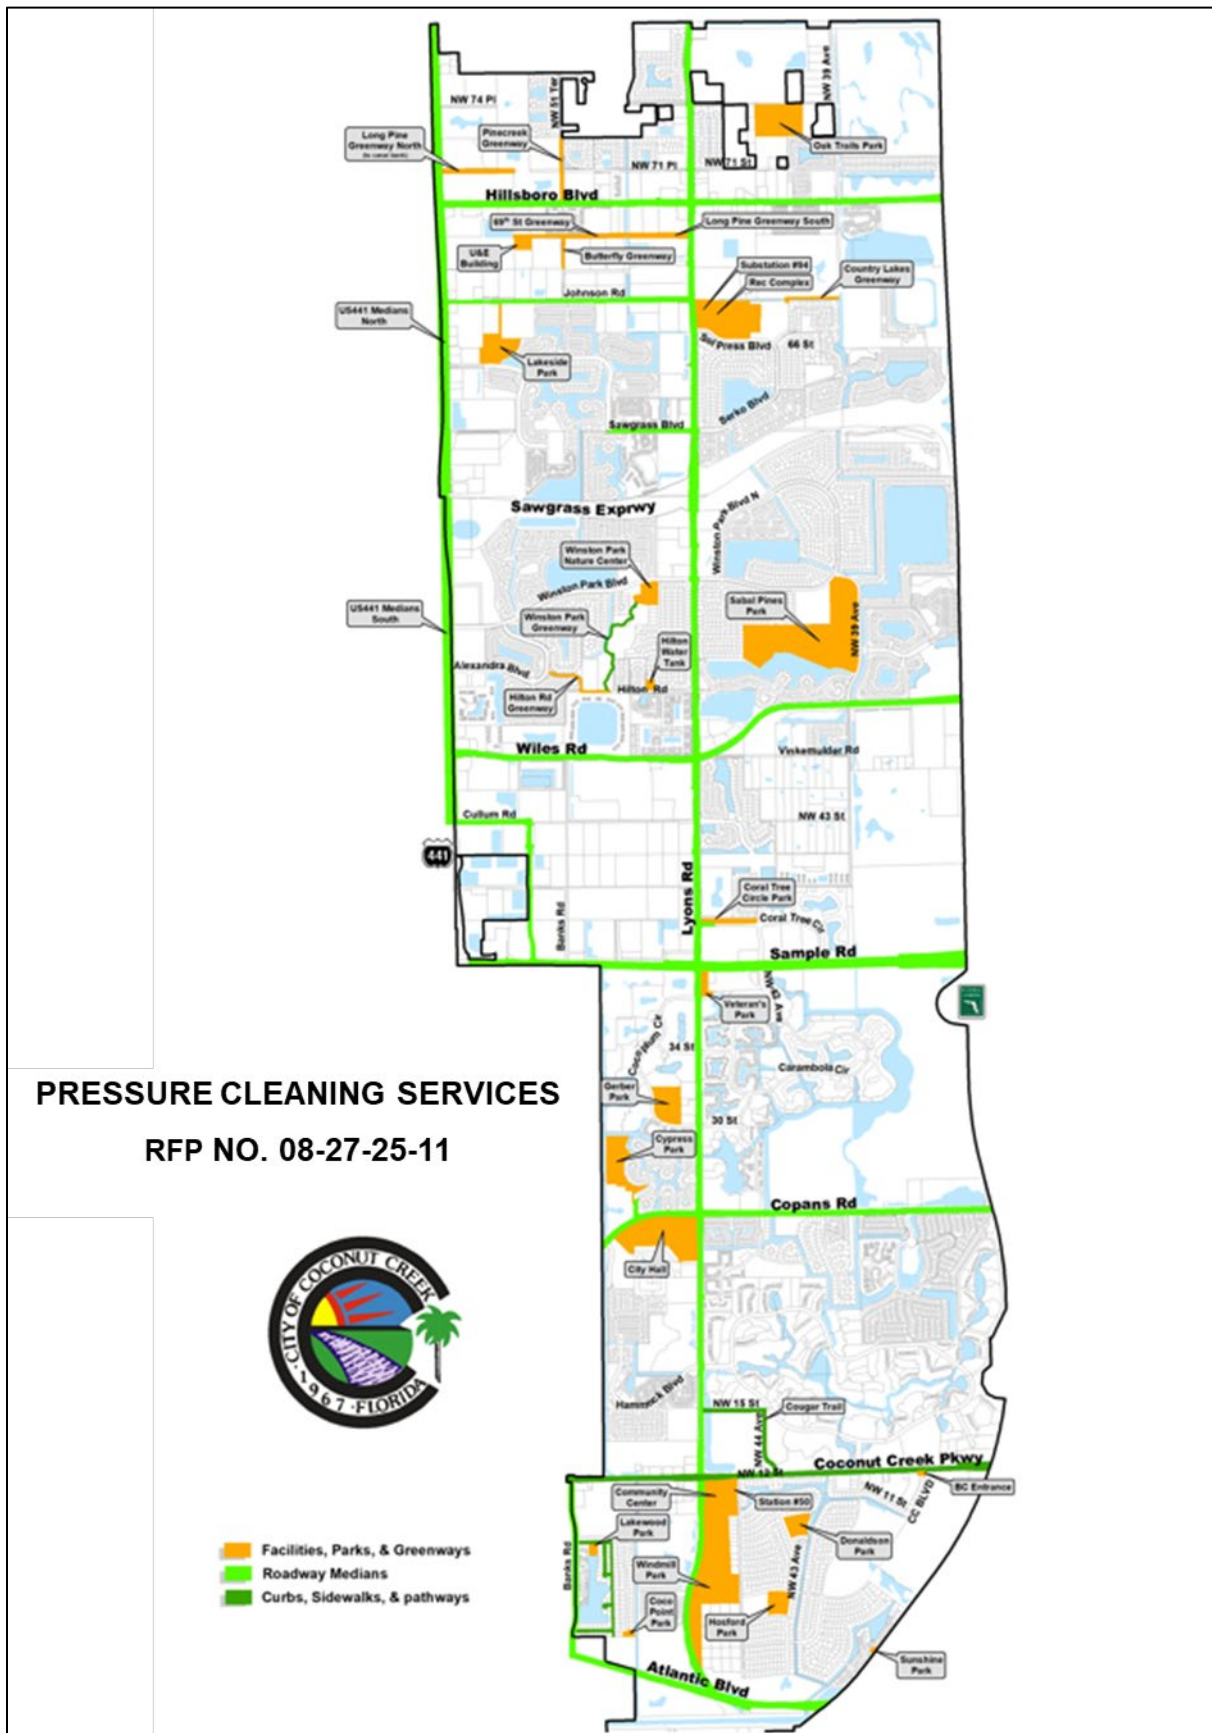 NW 39 Ave
NW 74 Pl
NW 51 Ter
Long Pine
Greenway North
(to canal bank)
Pinecreek
Greenway
Oak Trails Park
NW 71 Pl
NW 71 St
Hillsboro Blvd
69th St Greenway
Long Pine Greenway South
U&E
Building
Butterfly Greenway
Substation #94
Rec Complex
Country Lakes
Greenway
Johnson Rd
US441 Medians
North
Press Blvd
66 St
Lakeside
Park
Serko Blvd
Sawgrass Blvd
Sawgrass Exprwy
Winston Park Blvd N
Winston Park
Nature Center
Winston Park Blvd
US441 Medians
South
Winston Park
Greenway
Sabal Pines
Park
NW 39 Ave
Hilton
Water
Tank
Alexandra Blvd
Hilton Rd
Hilton Rd
Greenway
Wiles Rd
Vinkemulder Rd
Cullum Rd
NW 43 St
441
Lyons Rd
Coral Tree
Circle Park
Coral Tree Cir
Banks Rd
Sample Rd
NW 42 Ave
Veteran's
Park
Cocoplum Cir
34 St
Carambola Cir
PRESSURE CLEANING SERVICES
Gerber
Park
30 St
RFP NO. 08-27-25-11
Cypress
Park
Copans Rd
City Hall
CITY OF COCONUT CREEK
·1967·FLORIDA
Hammock Blvd
NW 15 St
Cougar Trail
NW 44 Ave
Coconut Creek Pkwy
NW 12 St
BC Entrance
NW 11 St
CC BLVD
Community
Center
Station #50
Lakewood
Park
Donaldson
Park
Facilities, Parks, & Greenways
Roadway Medians
Curbs, Sidewalks, & pathways
Banks Rd
Windmill
Park
NW 43 Ave
Coco
Point
Park
Hosford
Park
Sunshine
Park
Atlantic Blvd